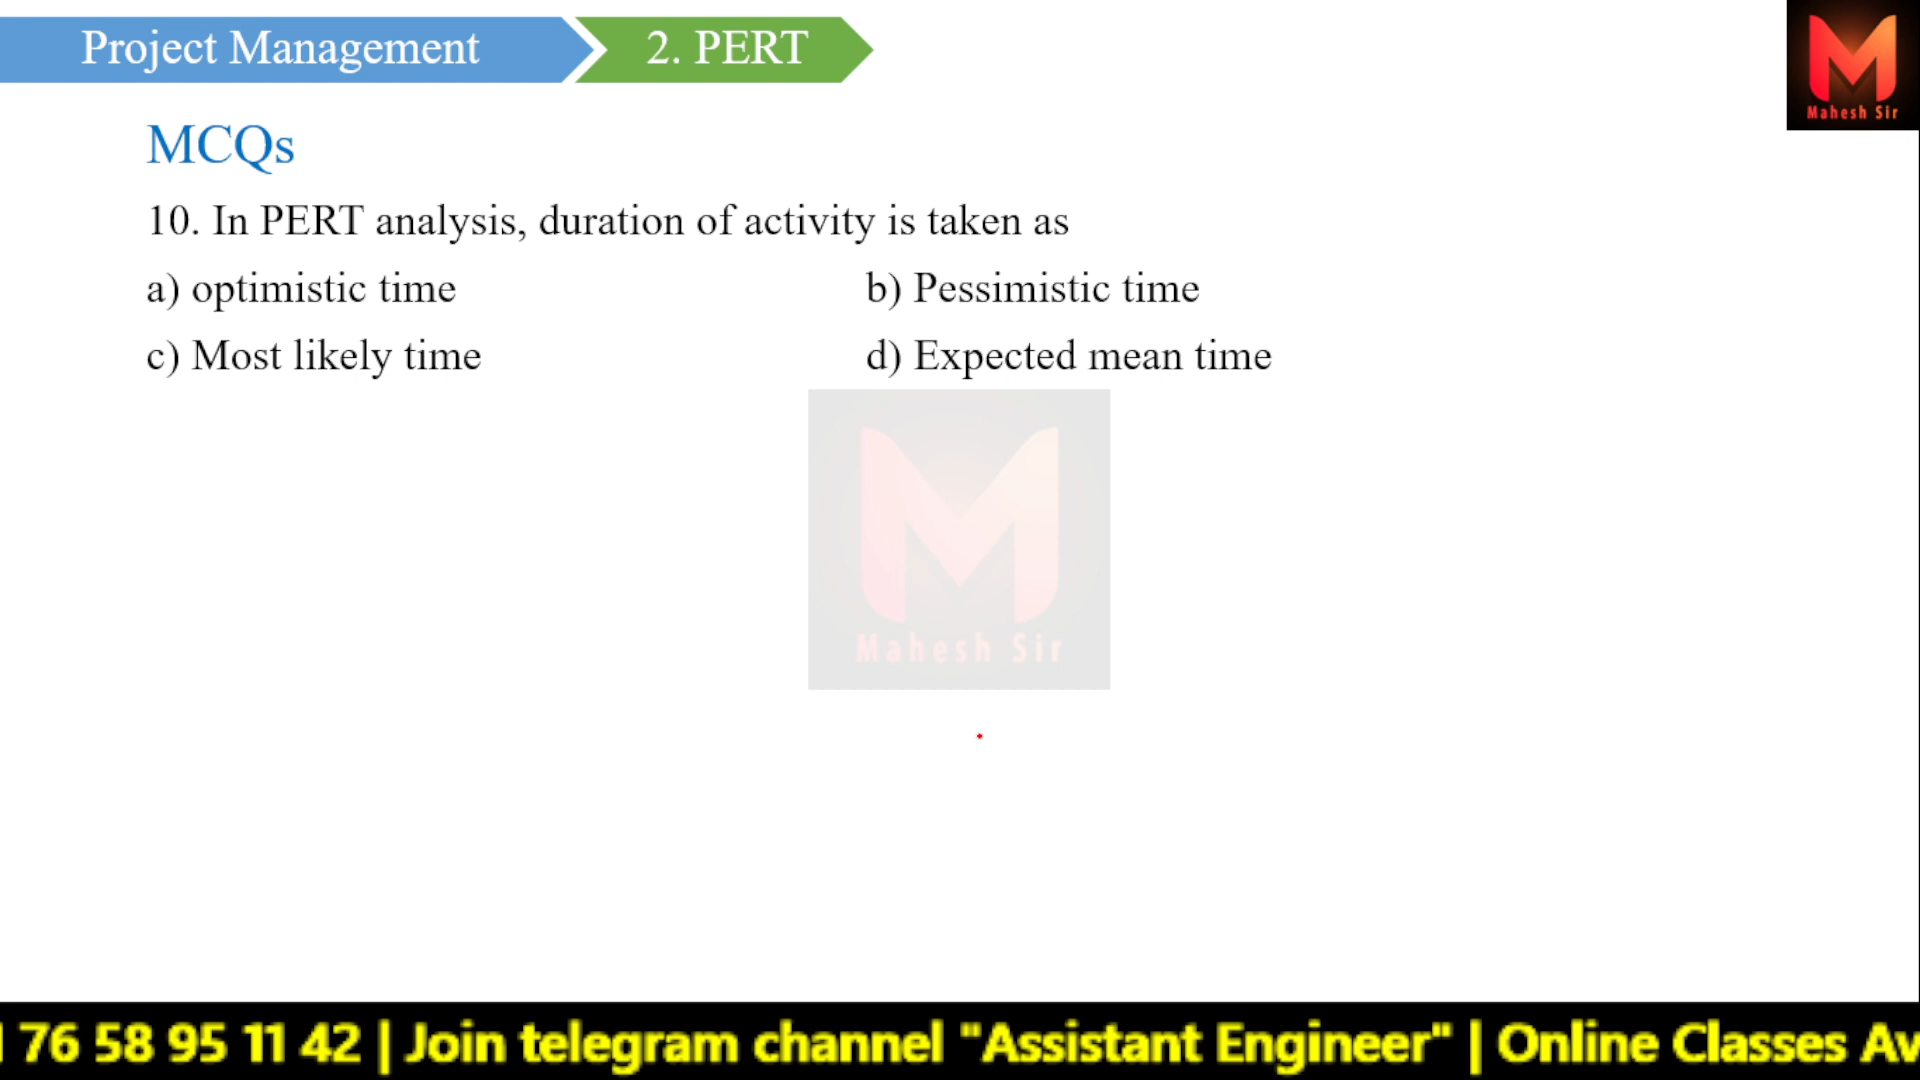 Project Management
2. PERT
Mahesh Sir
MCQs
10. In PERT analysis, duration of activity is taken as
a) optimistic time
b) Pessimistic time
c) Most likely time
d) Expected mean time
Mahesh Sir
76 58 95 11 42 | Join telegram channel "Assistant Engineer" | Online Classes Av